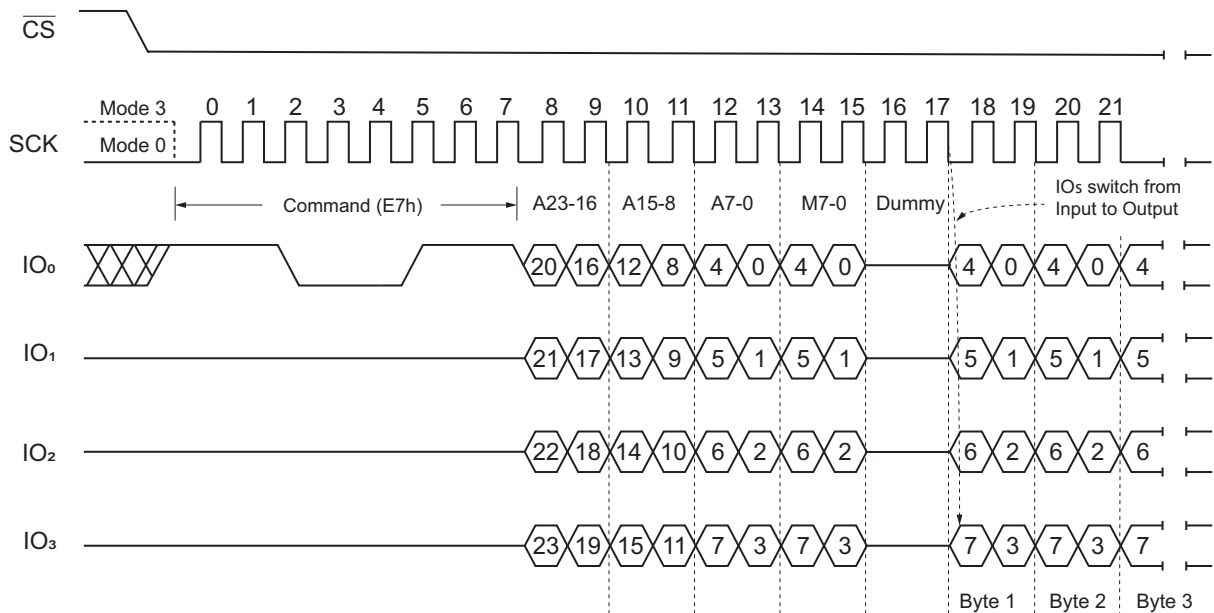 CS
Mode 3
0 1 2 3 4 5 6 7 8 9 10 11 12 13 14 15 16 17 18 19 20 21
SCK
Mode 0
Command (E7h)
A23-16 A15-8 A7-0 M7-0 Dummy
IOs switch from
Input to Output
IO₀ 20 16 12 8 4 0 4 0 4 0 4 0 4
IO₁ 21 17 13 9 5 1 5 1 5 1 5 1 5
IO₂ 22 18 14 10 6 2 6 2 6 2 6 2 6
IO₃ 23 19 15 11 7 3 7 3 7 3 7 3 7
Byte 1 Byte 2 Byte 3